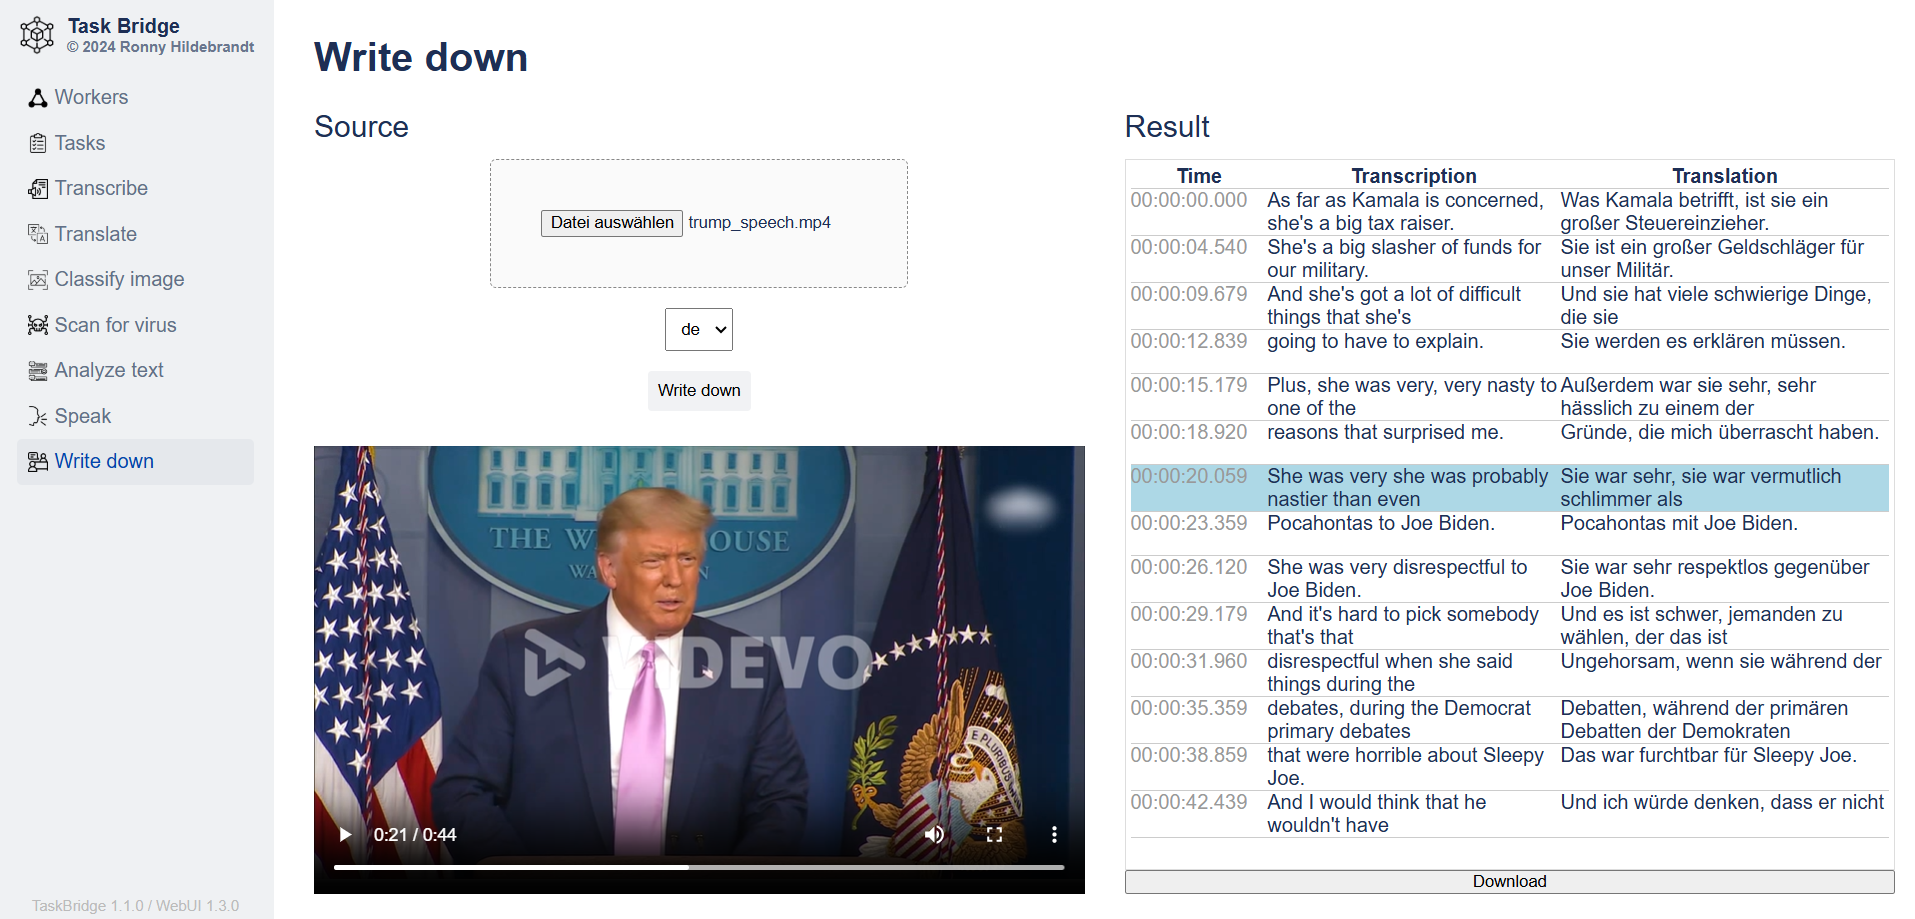 Task Bridge
© 2024 Ronny Hildebrandt
Workers
Tasks
Transcribe
Translate
Classify image
Scan for virus
Analyze text
Speak
Write down
TaskBridge 1.1.0 / WebUI 1.3.0
Write down
Source
Datei auswählen trump_speech.mp4
de
Write down
THE W OUSE
WA N
VIDEVO
E PLURIBUS
0:21 / 0:44
Result
Time Transcription Translation
00:00:00.000 As far as Kamala is concerned, Was Kamala betrifft, ist sie ein
she's a big tax raiser. großer Steuereinzieher.
00:00:04.540 She's a big slasher of funds for Sie ist ein großer Geldschläger für
our military. unser Militär.
00:00:09.679 And she's got a lot of difficult Und sie hat viele schwierige Dinge,
things that she's die sie
00:00:12.839 going to have to explain. Sie werden es erklären müssen.
00:00:15.179 Plus, she was very, very nasty to Außerdem war sie sehr, sehr
one of the hässlich zu einem der
00:00:18.920 reasons that surprised me. Gründe, die mich überrascht haben.
00:00:20.059 She was very she was probably Sie war sehr, sie war vermutlich
nastier than even schlimmer als
00:00:23.359 Pocahontas to Joe Biden. Pocahontas mit Joe Biden.
00:00:26.120 She was very disrespectful to Sie war sehr respektlos gegenüber
Joe Biden. Joe Biden.
00:00:29.179 And it's hard to pick somebody Und es ist schwer, jemanden zu
that's that wählen, der das ist
00:00:31.960 disrespectful when she said Ungehorsam, wenn sie während der
things during the
00:00:35.359 debates, during the Democrat Debatten, während der primären
primary debates Debatten der Demokraten
00:00:38.859 that were horrible about Sleepy Das war furchtbar für Sleepy Joe.
Joe.
00:00:42.439 And I would think that he Und ich würde denken, dass er nicht
wouldn't have
Download